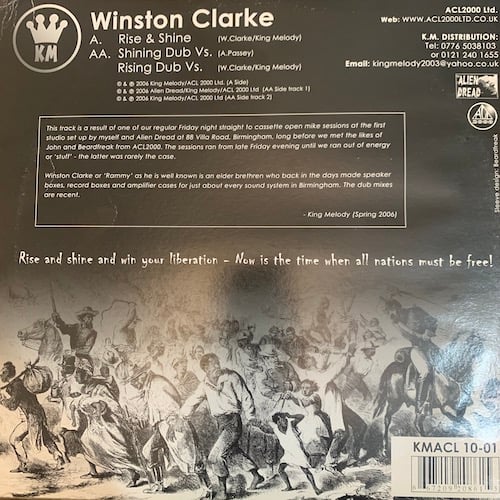 KM
Winston Clarke
A. Rise & Shine (W.Clarke/King Melody)
AA. Shining Dub Vs. (A.Passey)
Rising Dub Vs. (W.Clarke/King Melody)
© & ℗ 2006 King Melody/ACL 2000 Ltd. (A Side)
© & ℗ 2006 Alien Dread/King Melody/ACL 2000 Ltd (AA Side track 1)
© & ℗ 2006 King Melody/ACL 2000 Ltd (AA Side track 2)
ACL2000 Ltd.
Web: WWW.ACL2000LTD.CO.UK
K.M. DISTRIBUTION:
Tel: 0776 5038103
or 0121 240 1655
Email: kingmelody2003@yahoo.co.uk
ALIEN
DREAD
ACL
Sleeve design: Beardfreak
This track is a result of one of our regular Friday night straight to cassette open mike sessions at the first
studio set up by myself and Alien Dread at 88 Villa Road, Birmingham, long before we met the likes of
John and Beardfreak from ACL2000. The sessions ran from late Friday evening until we ran out of energy
or 'stuff' - the latter was rarely the case.
Winston Clarke or 'Rammy' as he is well known is an elder brethren who back in the days made speaker
boxes, record boxes and amplifier cases for just about every sound system in Birmingham. The dub mixes
are recent.
- King Melody (Spring 2006)
Rise and shine and win your liberation - Now is the time when all nations must be free!
KMACL 10-01